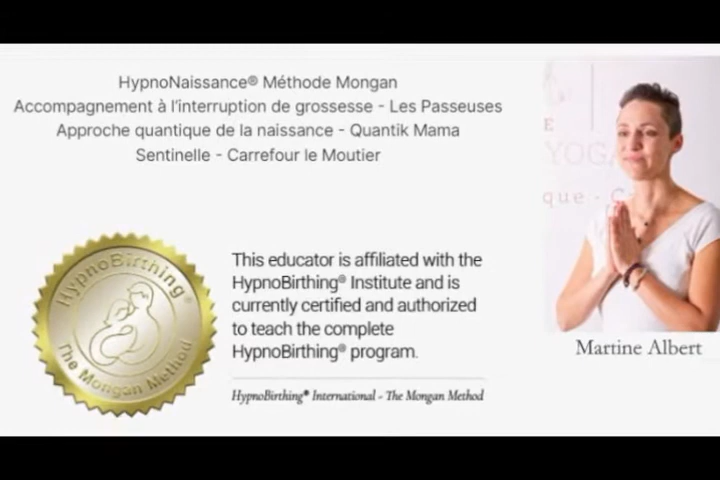 HypnoNaissance® Méthode Mongan
Accompagnement à l'interruption de grossesse - Les Passeuses
Approche quantique de la naissance - Quantik Mama
Sentinelle - Carrefour le Moutier
E
YOGA
que - C
HypnoBirthing®
The Mongan Method
This educator is affiliated with the
HypnoBirthing® Institute and is
currently certified and authorized
to teach the complete
HypnoBirthing® program.
HypnoBirthing® International - The Mongan Method
Martine Albert